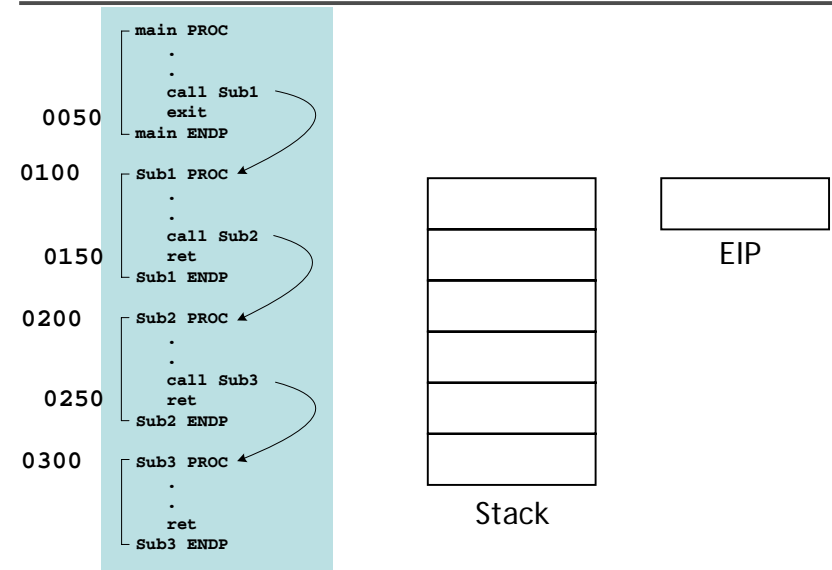 main PROC
.
.
call Sub1
0050 exit
main ENDP
0100 Sub1 PROC
.
.
call Sub2
0150 ret
Sub1 ENDP
0200 Sub2 PROC
.
.
call Sub3
0250 ret
Sub2 ENDP
0300 Sub3 PROC
.
.
ret
Sub3 ENDP
EIP
Stack